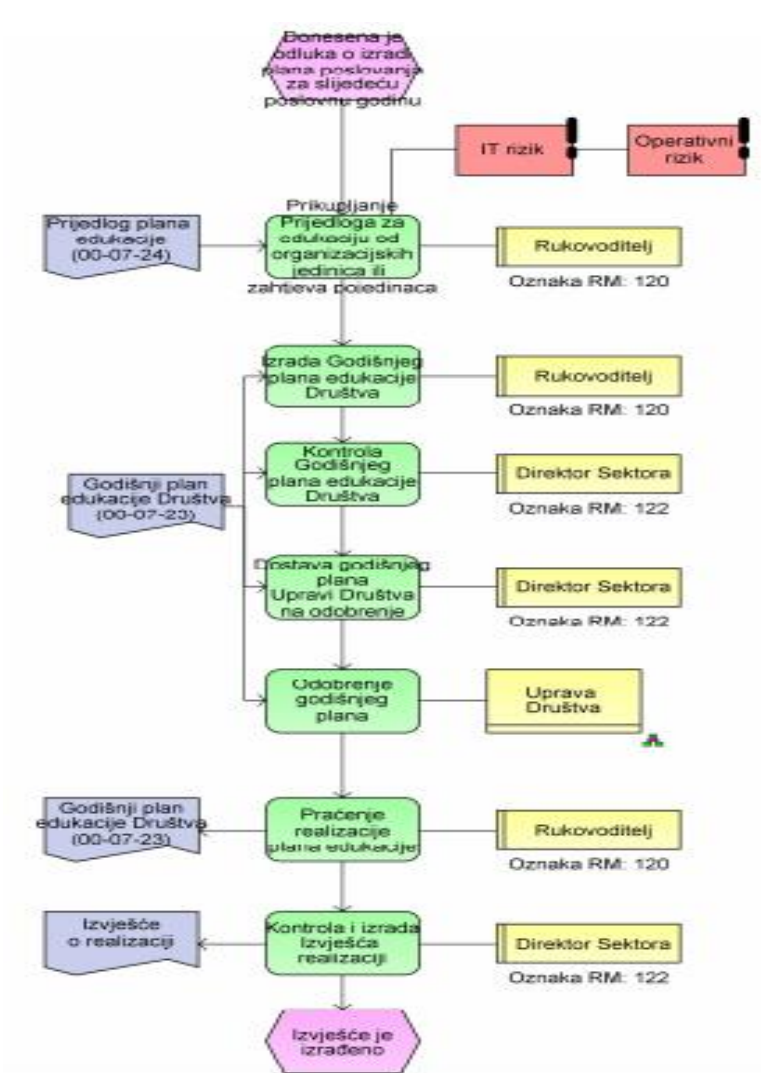 Donesena je
odluka o izradi
plana poslovanja
za slijedeću
poslovnu godinu
IT rizik
Operativni
rizik
Prikupljanje
Prijedloga za
edukaciju od
organizacijskih
jedinica ili
zahtjeva pojedinaca
Prijedlog plana
edukacije
(00-07-24)
Rukovoditelj
Oznaka RM: 120
Izrada Godišnjeg
plana edukacije
Društva
Rukovoditelj
Oznaka RM: 120
Kontrola
Godišnjeg
plana edukacije
Društva
Direktor Sektora
Oznaka RM: 122
Godišnji plan
edukacije Društva
(00-07-23)
Dostava godišnjeg
plana
Upravi Društva
na odobrenje
Direktor Sektora
Oznaka RM: 122
Odobrenje
godišnjeg
plana
Uprava
Društva
Godišnji plan
edukacije Društva
(00-07-23)
Praćenje
realizacije
plana edukacije
Rukovoditelj
Oznaka RM: 120
Izvješće
o realizaciji
Kontrola i izrada
Izvješća
realizaciji
Direktor Sektora
Oznaka RM: 122
Izvješće je
izrađeno